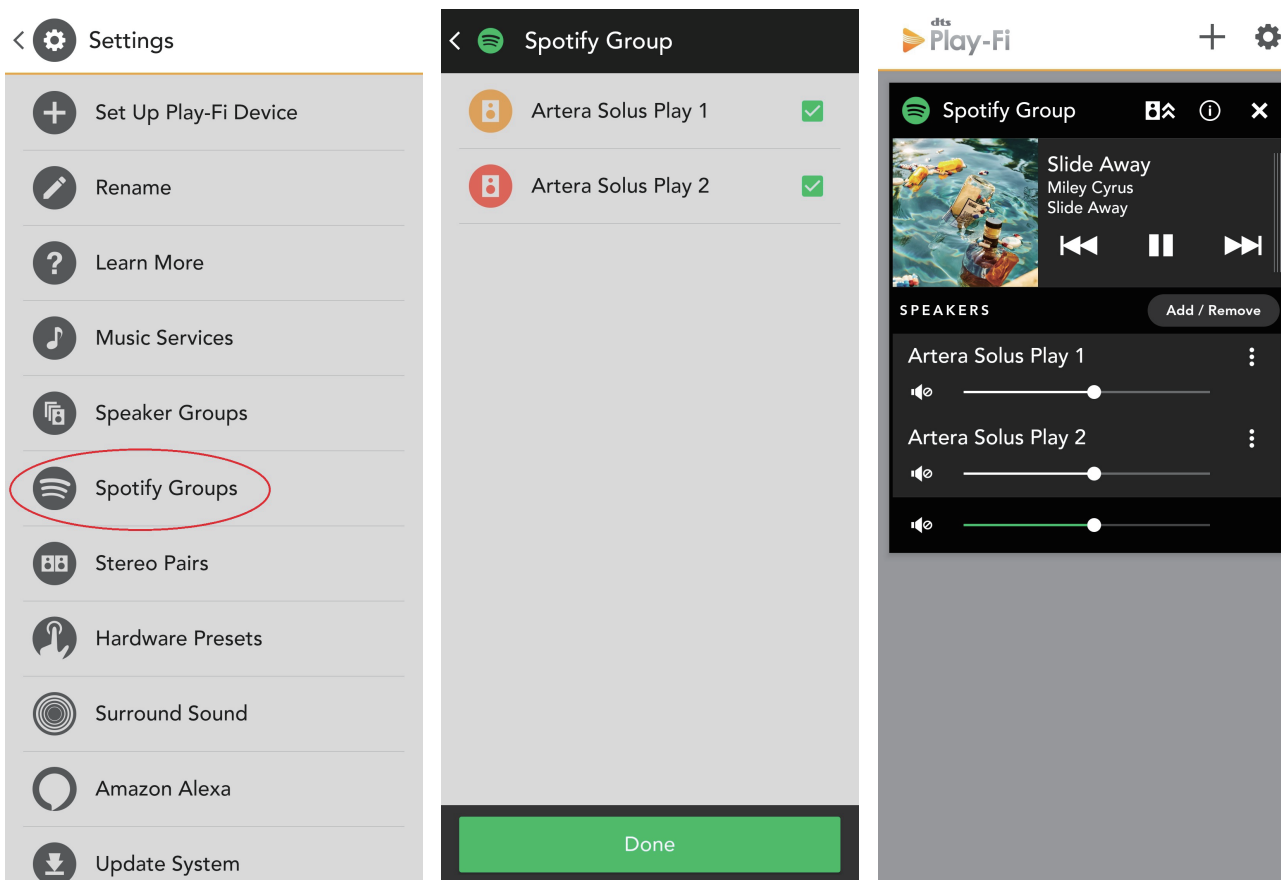 Settings
Set Up Play-Fi Device
Rename
Learn More
Music Services
Speaker Groups
Spotify Groups
Stereo Pairs
Hardware Presets
Surround Sound
Amazon Alexa
Update System
Spotify Group
Artera Solus Play 1
Artera Solus Play 2
Done
dts
Play-Fi
Spotify Group
Slide Away
Miley Cyrus
Slide Away
SPEAKERS
Add / Remove
Artera Solus Play 1
Artera Solus Play 2